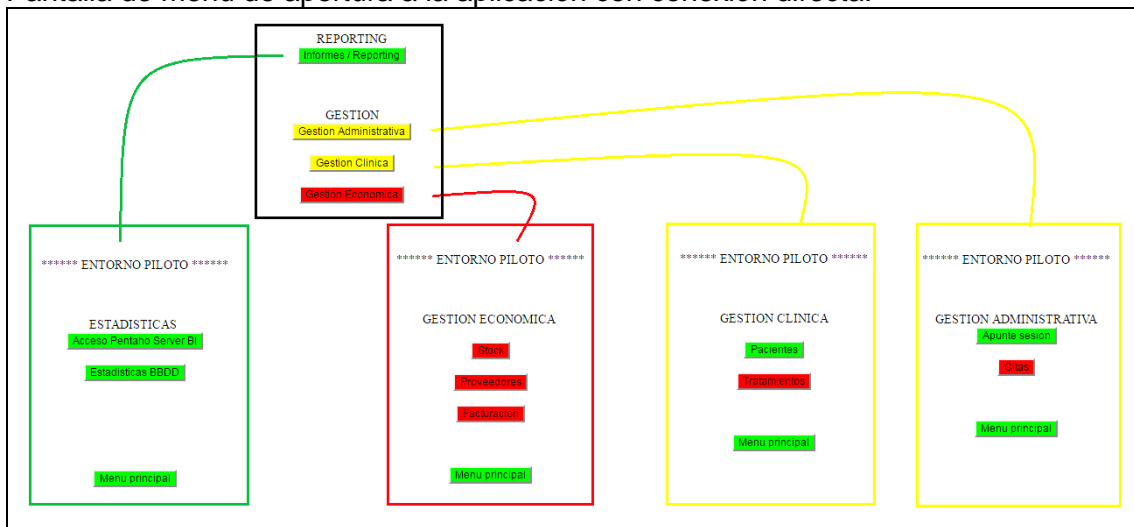 Pantalla de menú de apertura a la aplicación con conexión directa.
REPORTING
Informes / Reporting
GESTION
Gestion Administrativa
Gestion Clinica
Gestion Economica
****** ENTORNO PILOTO ******
ESTADISTICAS
Acceso Pentaho Server BI
Estadisticas BBDD
Menu principal
****** ENTORNO PILOTO ******
GESTION ECONOMICA
Stock
Proveedores
Facturacion
Menu principal
****** ENTORNO PILOTO ******
GESTION CLINICA
Pacientes
Tratamientos
Menu principal
****** ENTORNO PILOTO ******
GESTION ADMINISTRATIVA
Apunte sesion
Citas
Menu principal